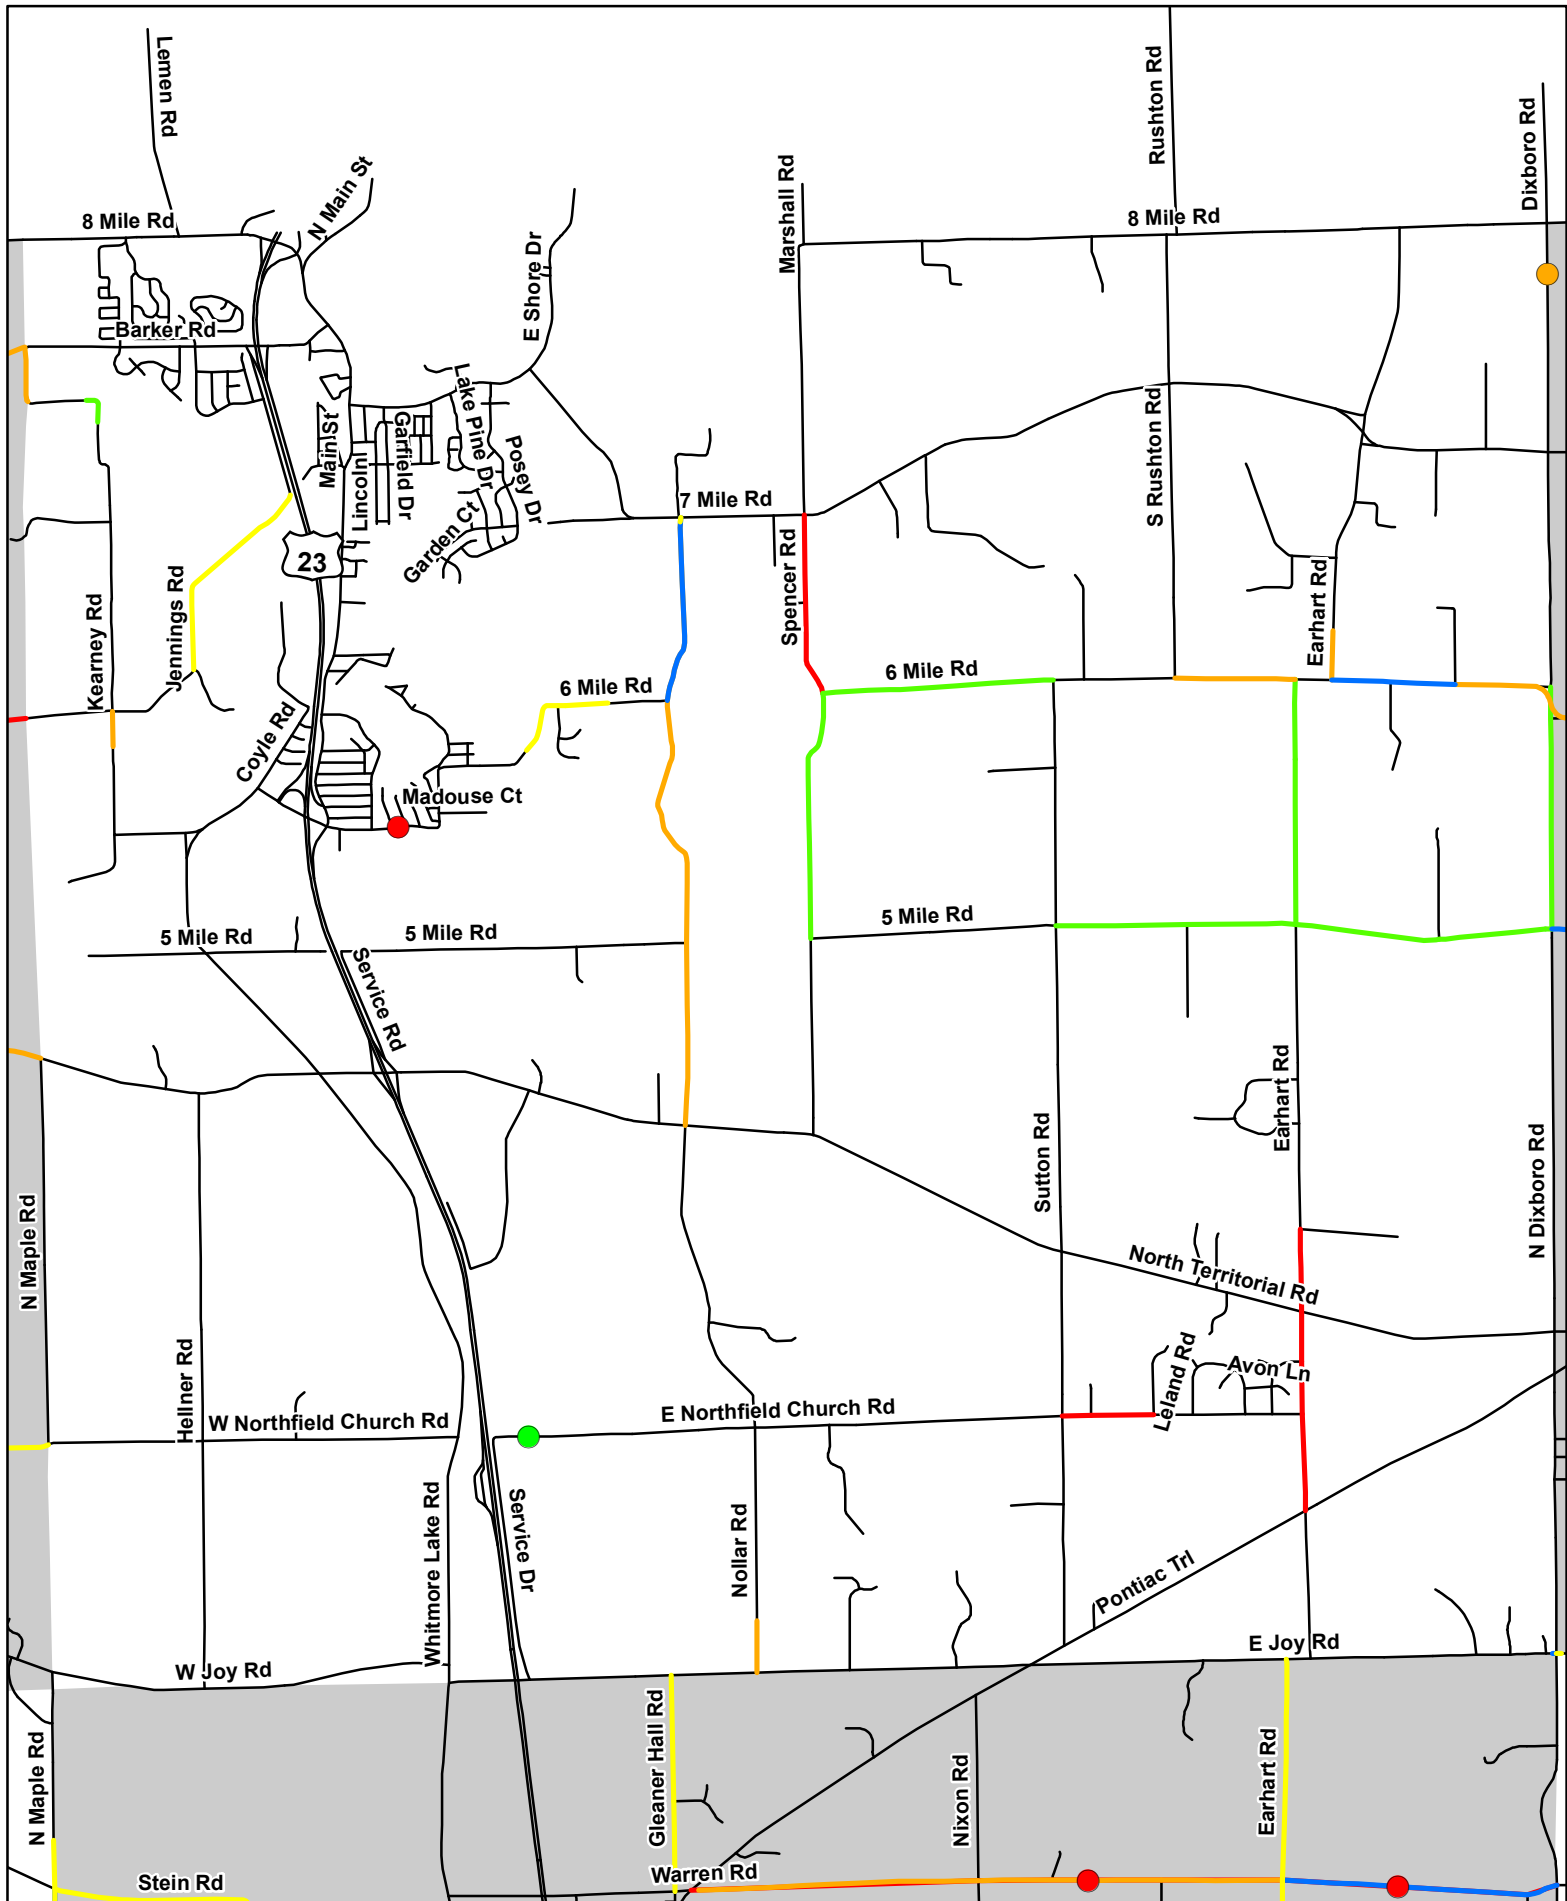 Lemen Rd
Rushton Rd
Dixboro Rd
N Main St
Marshall Rd
8 Mile Rd
8 Mile Rd
E Shore Dr
Barker Rd
Lake Pine Dr
S Rushton Rd
Main St
Garfield Dr
Lincoln
Posey Dr
7 Mile Rd
Garden Ct
23
Spencer Rd
Earhart Rd
Jennings Rd
Kearney Rd
6 Mile Rd
6 Mile Rd
Coyle Rd
Madouse Ct
5 Mile Rd
5 Mile Rd
5 Mile Rd
Service Rd
Earhart Rd
Sutton Rd
N Dixboro Rd
N Maple Rd
North Territorial Rd
Hellner Rd
Leland Rd
Avon Ln
W Northfield Church Rd
E Northfield Church Rd
Whitmore Lake Rd
Service Dr
Nollar Rd
Pontiac Trl
E Joy Rd
W Joy Rd
Gleaner Hall Rd
N Maple Rd
Nixon Rd
Earhart Rd
Warren Rd
Stein Rd